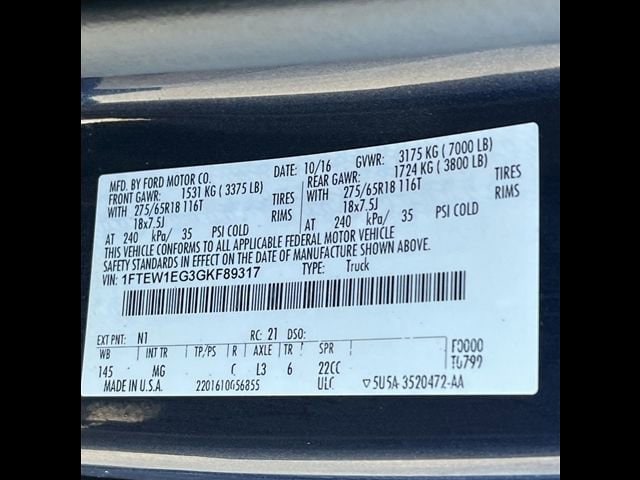 MFD. BY FORD MOTOR CO. DATE: 10/16 GVWR: 3175 KG ( 7000 LB)
FRONT GAWR: 1531 KG ( 3375 LB) REAR GAWR: 1724 KG ( 3800 LB)
WITH 275/65R18 116T TIRES 275/65R18 116T TIRES
18x7.5J RIMS 18x7.5J RIMS
AT 240 kPa/ 35 PSI COLD AT 240 kPa/ 35 PSI COLD
THIS VEHICLE CONFORMS TO ALL APPLICABLE FEDERAL MOTOR VEHICLE
SAFETY STANDARDS IN EFFECT ON THE DATE OF MANUFACTURE SHOWN ABOVE.
VIN: 1FTEW1EG3GKF89317 TYPE: Truck
EXT PNT: N1 RC: 21 DSO:
WB INT TR TP/PS R AXLE TR SPR F0000
145 MG C L3 6 22CC T0799
MADE IN U.S.A. 2201610056855 ULC ▽5U5A-3520472-AA